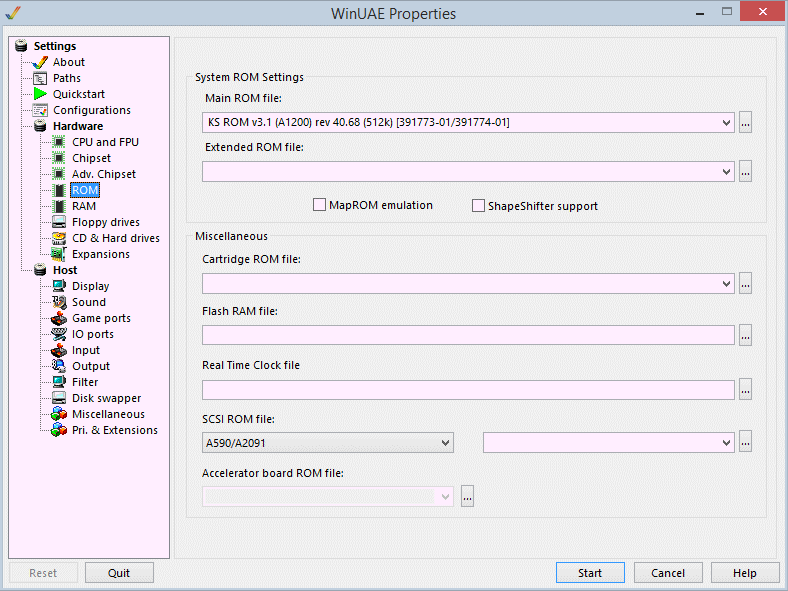 WinUAE Properties
Settings
About
Paths
Quickstart
Configurations
Hardware
CPU and FPU
Chipset
Adv. Chipset
ROM
RAM
Floppy drives
CD & Hard drives
Expansions
Host
Display
Sound
Game ports
IO ports
Input
Output
Filter
Disk swapper
Miscellaneous
Pri. & Extensions
System ROM Settings
Main ROM file:
KS ROM v3.1 (A1200) rev 40.68 (512k) [391773-01/391774-01]
...
Extended ROM file:
...
MapROM emulation
ShapeShifter support
Miscellaneous
Cartridge ROM file:
...
Flash RAM file:
...
Real Time Clock file
...
SCSI ROM file:
A590/A2091
...
Accelerator board ROM file:
...
Reset
Quit
Start
Cancel
Help